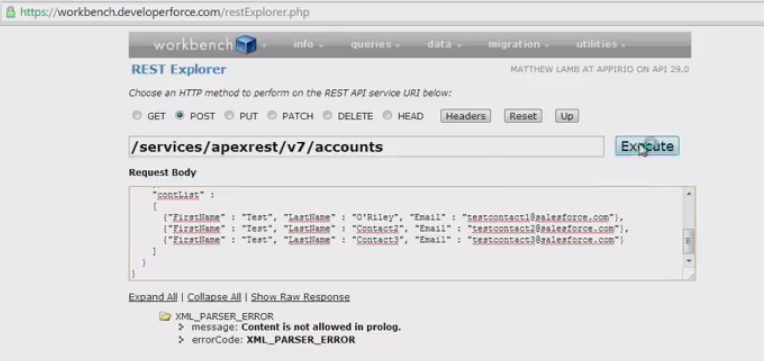 https://workbench.developerforce.com/restExplorer.php
workbench info queries data migration utilities
REST Explorer MATTHEW LAMB AT APPIRIO ON API 29.0
Choose an HTTP method to perform on the REST API service URI below:
GET POST PUT PATCH DELETE HEAD Headers Reset Up
/services/apexrest/v7/accounts Execute
Request Body
"contList" :
[
{"FirstName" : "Test", "LastName" : "O'Riley", "Email" : "testcontact1@salesforce.com"},
{"FirstName" : "Test", "LastName" : "Contact2", "Email" : "testcontact2@salesforce.com"},
{"FirstName" : "Test", "LastName" : "Contact3", "Email" : "testcontact3@salesforce.com"}
]
}
}
Expand All | Collapse All | Show Raw Response
XML_PARSER_ERROR
message: Content is not allowed in prolog.
errorCode: XML_PARSER_ERROR